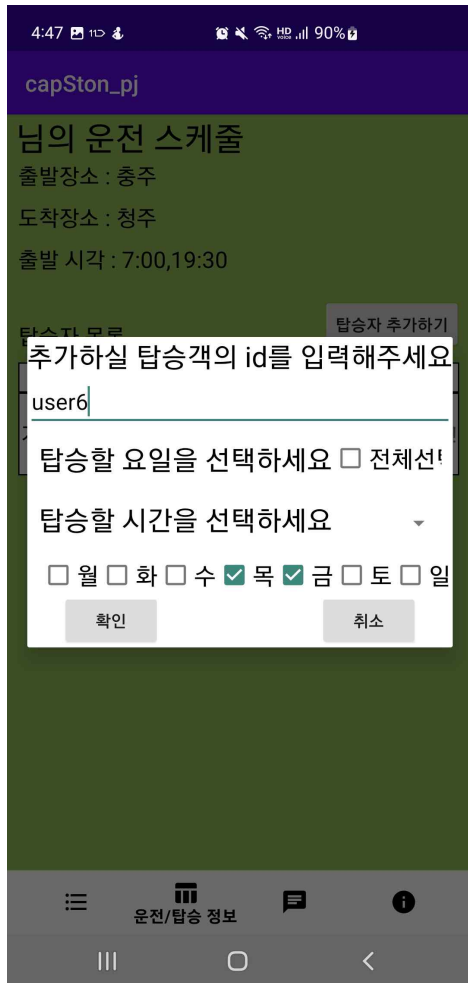 4:47 90%
capSton_pj
님의 운전 스케줄
출발장소 : 충주
도착장소 : 청주
출발 시각 : 7:00,19:30
탑승자 목록 탑승자 추가하기
추가하실 탑승객의 id를 입력해주세요
user6
탑승할 요일을 선택하세요 전체선
탑승할 시간을 선택하세요
월 화 수 목 금 토 일
확인 취소
운전/탑승 정보